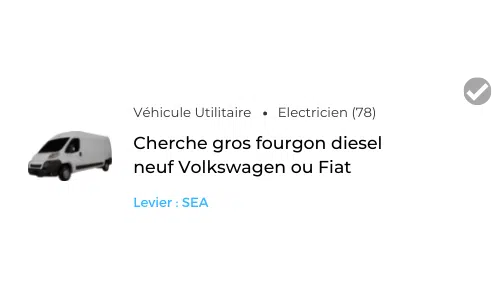 Véhicule Utilitaire • Electricien (78)
Cherche gros fourgon diesel
neuf Volkswagen ou Fiat
Levier : SEA